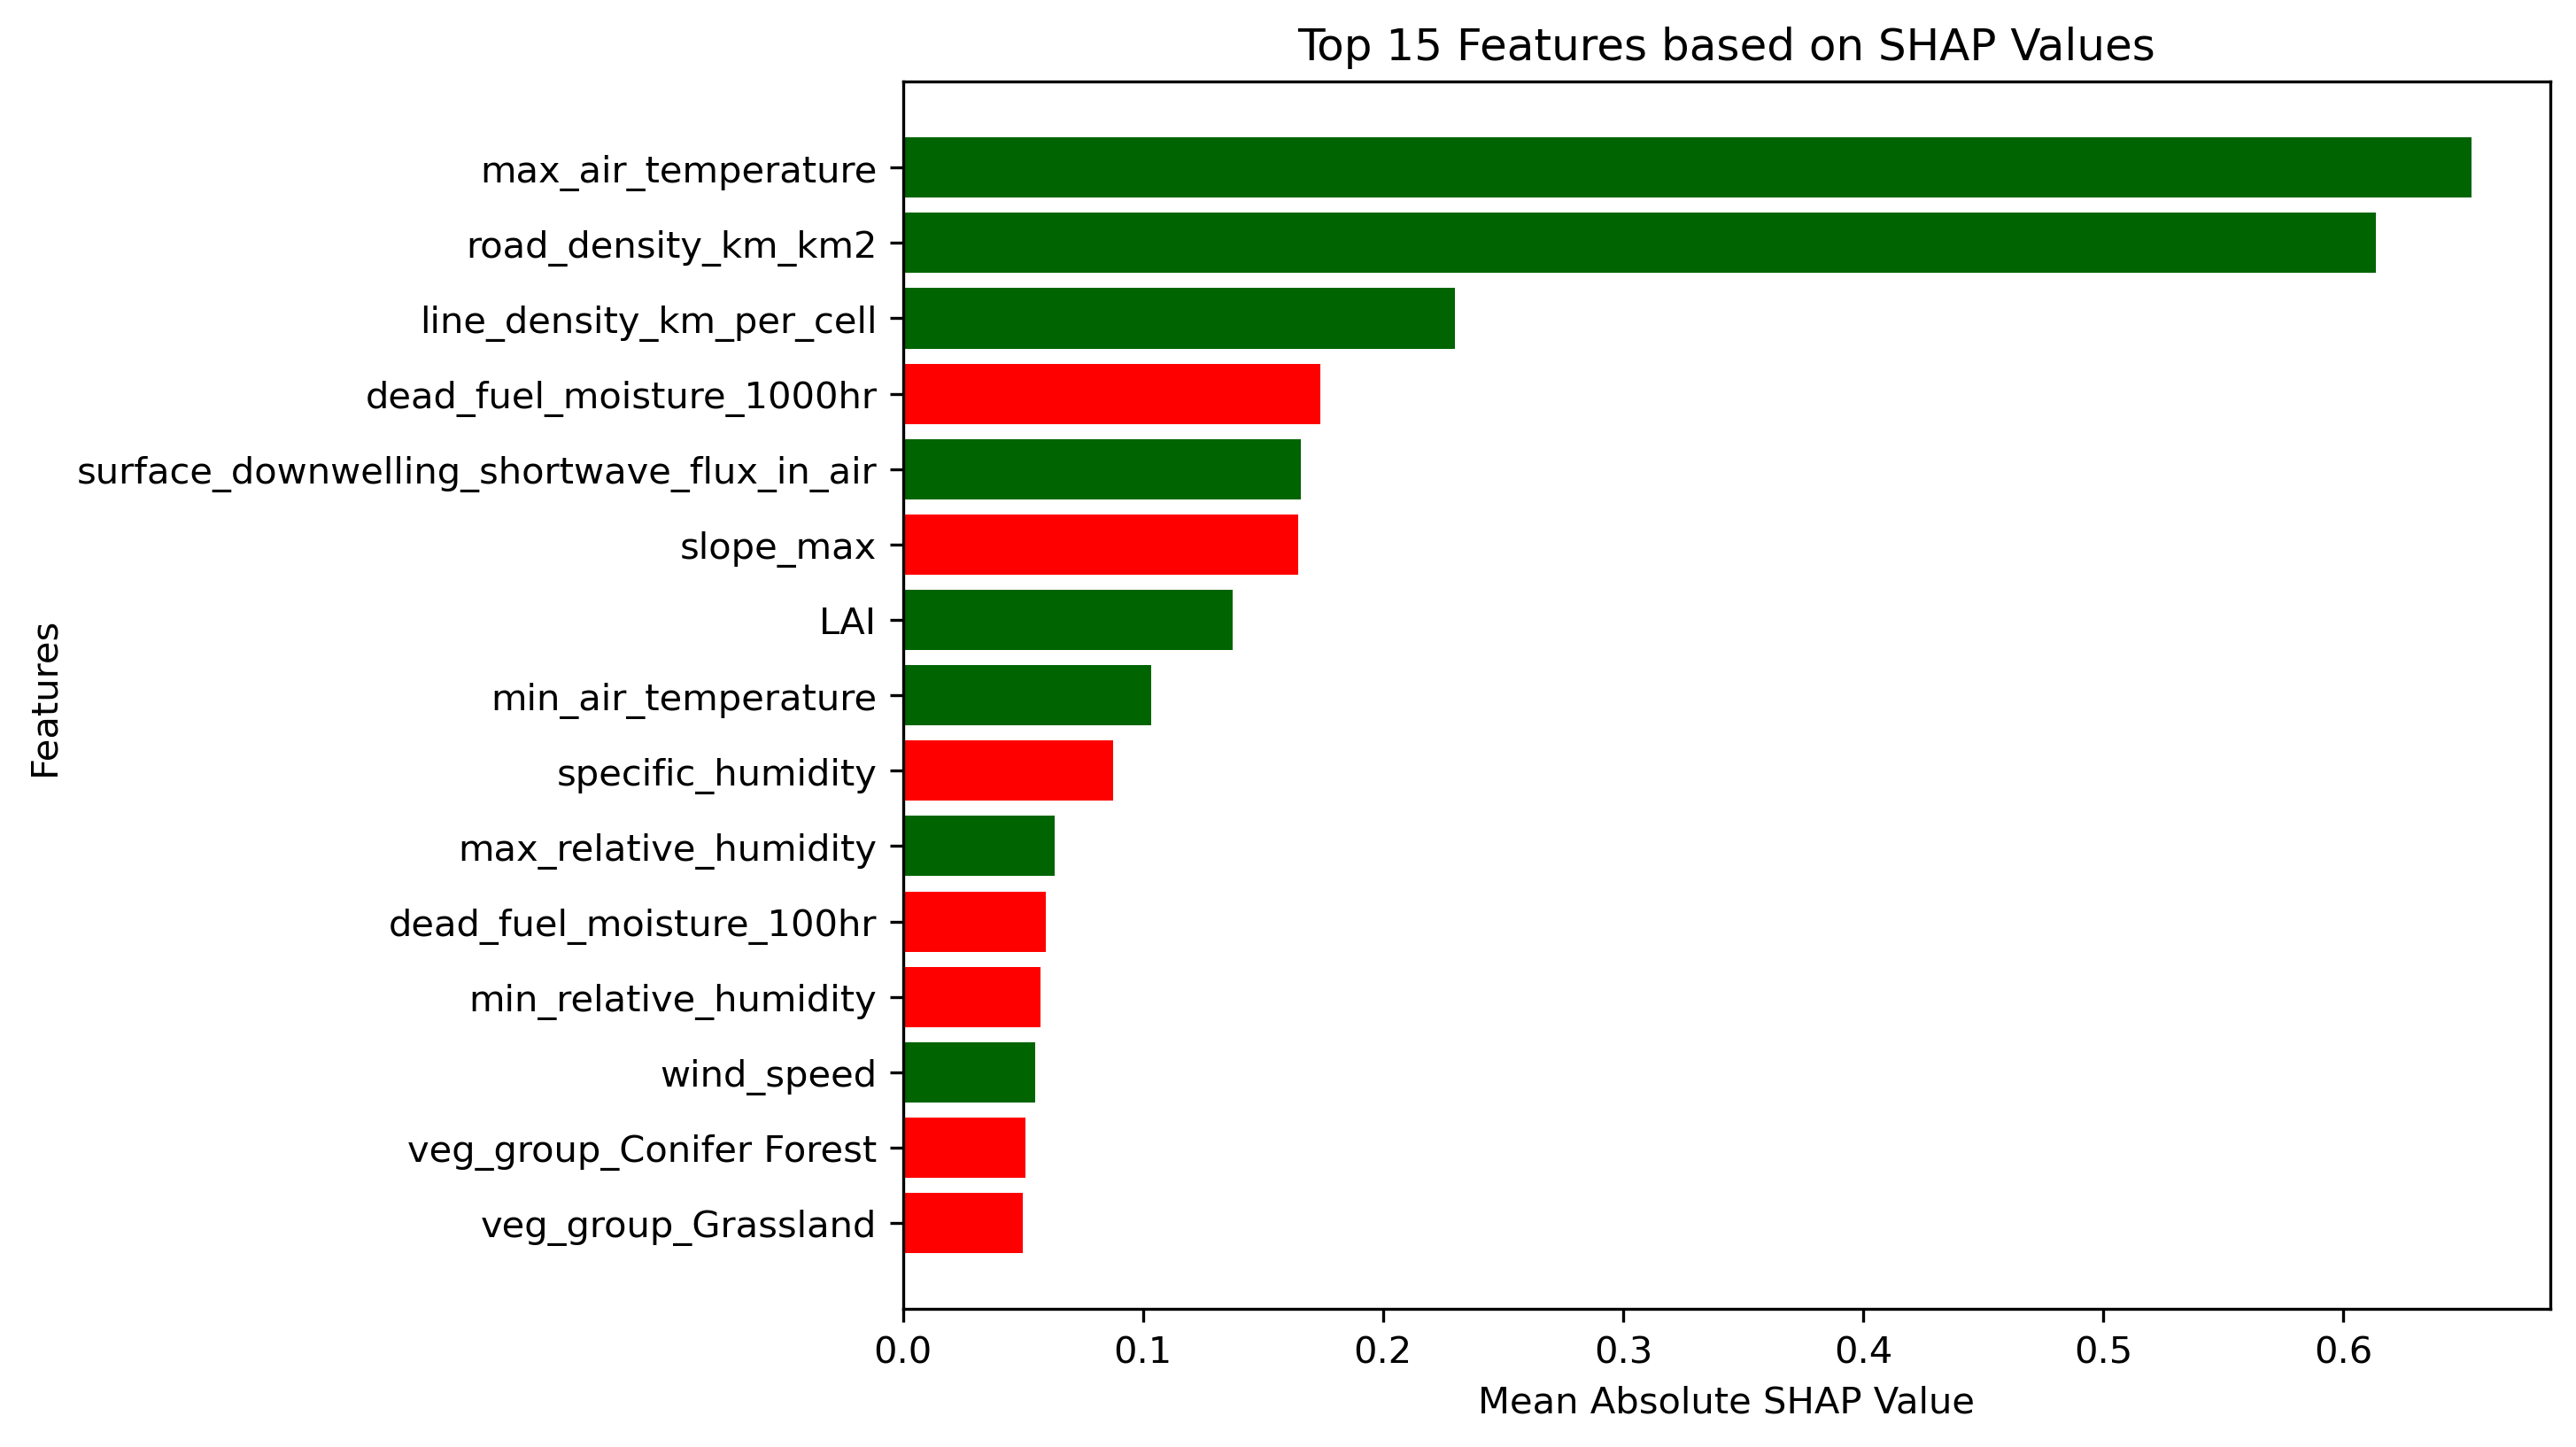 Top 15 Features based on SHAP Values
max_air_temperature
road_density_km_km2
line_density_km_per_cell
dead_fuel_moisture_1000hr
surface_downwelling_shortwave_flux_in_air
slope_max
LAI
min_air_temperature
specific_humidity
max_relative_humidity
dead_fuel_moisture_100hr
min_relative_humidity
wind_speed
veg_group_Conifer Forest
veg_group_Grassland
Features
0.0 0.1 0.2 0.3 0.4 0.5 0.6
Mean Absolute SHAP Value